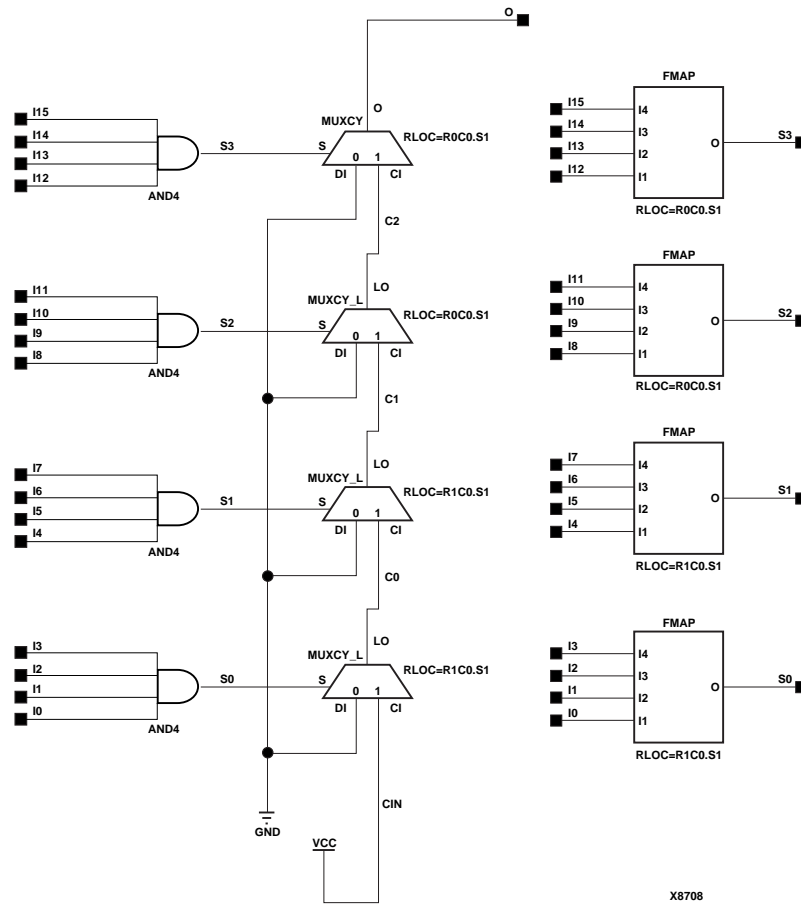 O
FMAP
I15
I14
I13
I12
AND4
S3
MUXCY
O
S
0 1
DI CI
RLOC=R0C0.S1
I15
I14
I13
I12
I4
I3
I2
I1
O
S3
RLOC=R0C0.S1
C2
I11
I10
I9
I8
AND4
S2
MUXCY_L
LO
S
0 1
DI CI
RLOC=R0C0.S1
FMAP
I11
I10
I9
I8
I4
I3
I2
I1
O
S2
RLOC=R0C0.S1
C1
I7
I6
I5
I4
AND4
S1
MUXCY_L
LO
S
0 1
DI CI
RLOC=R1C0.S1
FMAP
I7
I6
I5
I4
I4
I3
I2
I1
O
S1
RLOC=R1C0.S1
C0
I3
I2
I1
I0
AND4
S0
MUXCY_L
LO
S
0 1
DI CI
RLOC=R1C0.S1
FMAP
I3
I2
I1
I0
I4
I3
I2
I1
O
S0
RLOC=R1C0.S1
CIN
GND
VCC
X8708